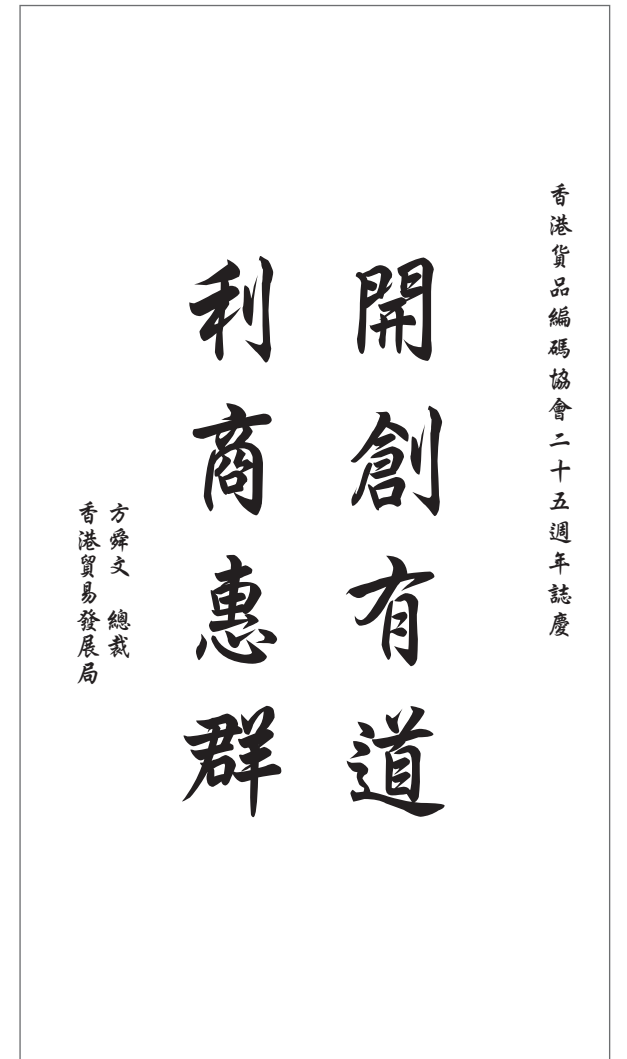 香港貨品編碼協會二十五週年誌慶
開創有道
利商惠群
方舜文　總裁
香港貿易發展局